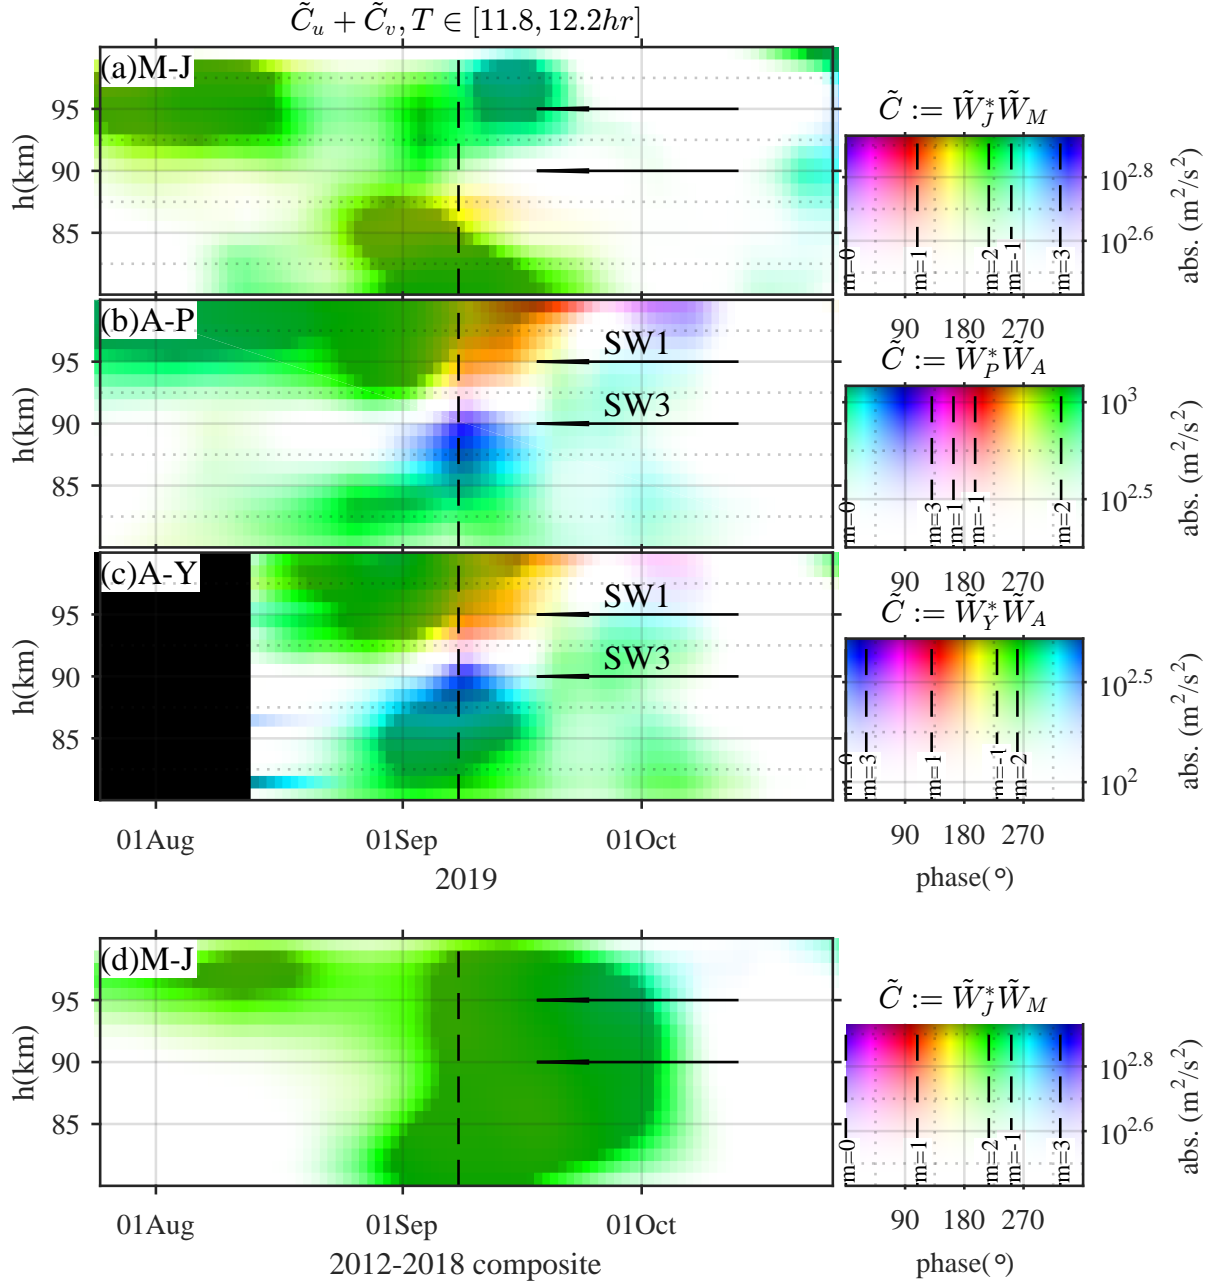 C̃u + C̃v, T ∈ [11.8, 12.2hr]
(a)M-J
95
90
85
h(km)
C̃ := W̃*J W̃M
10^2.8
10^2.6
abs. (m²/s²)
m=0
m=1
m=2
m=-1
m=3
90 180 270
(b)A-P
SW1
SW3
95
90
85
h(km)
C̃ := W̃*P W̃A
10^3
10^2.5
abs. (m²/s²)
m=0
m=3
m=1
m=-1
m=2
90 180 270
(c)A-Y
SW1
SW3
95
90
85
h(km)
C̃ := W̃*Y W̃A
10^2.5
10^2
abs. (m²/s²)
m=0
m=3
m=1
m=-1
m=2
90 180 270
phase(°)
01Aug 01Sep 01Oct
2019
(d)M-J
95
90
85
h(km)
C̃ := W̃*J W̃M
10^2.8
10^2.6
abs. (m²/s²)
m=0
m=1
m=2
m=-1
m=3
90 180 270
phase(°)
01Aug 01Sep 01Oct
2012-2018 composite